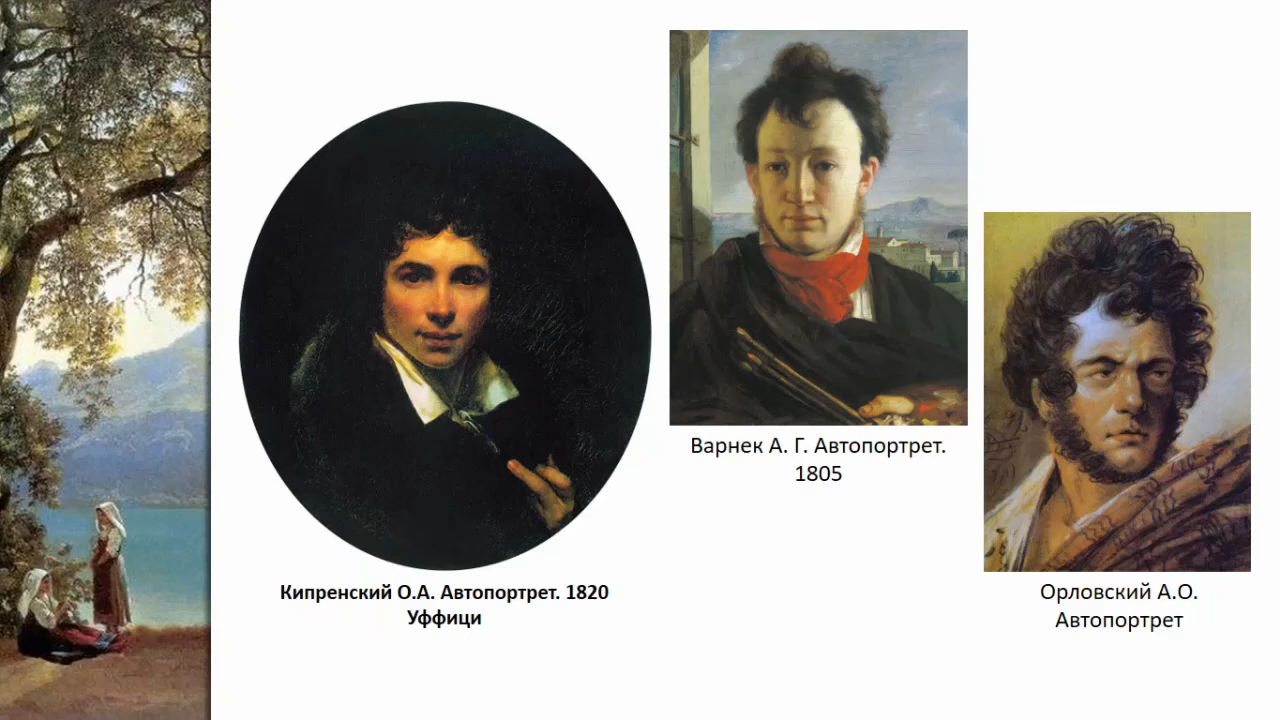 Кипренский О.А. Автопортрет. 1820
Уффици
Варнек А. Г. Автопортрет.
1805
Орловский А.О.
Автопортрет